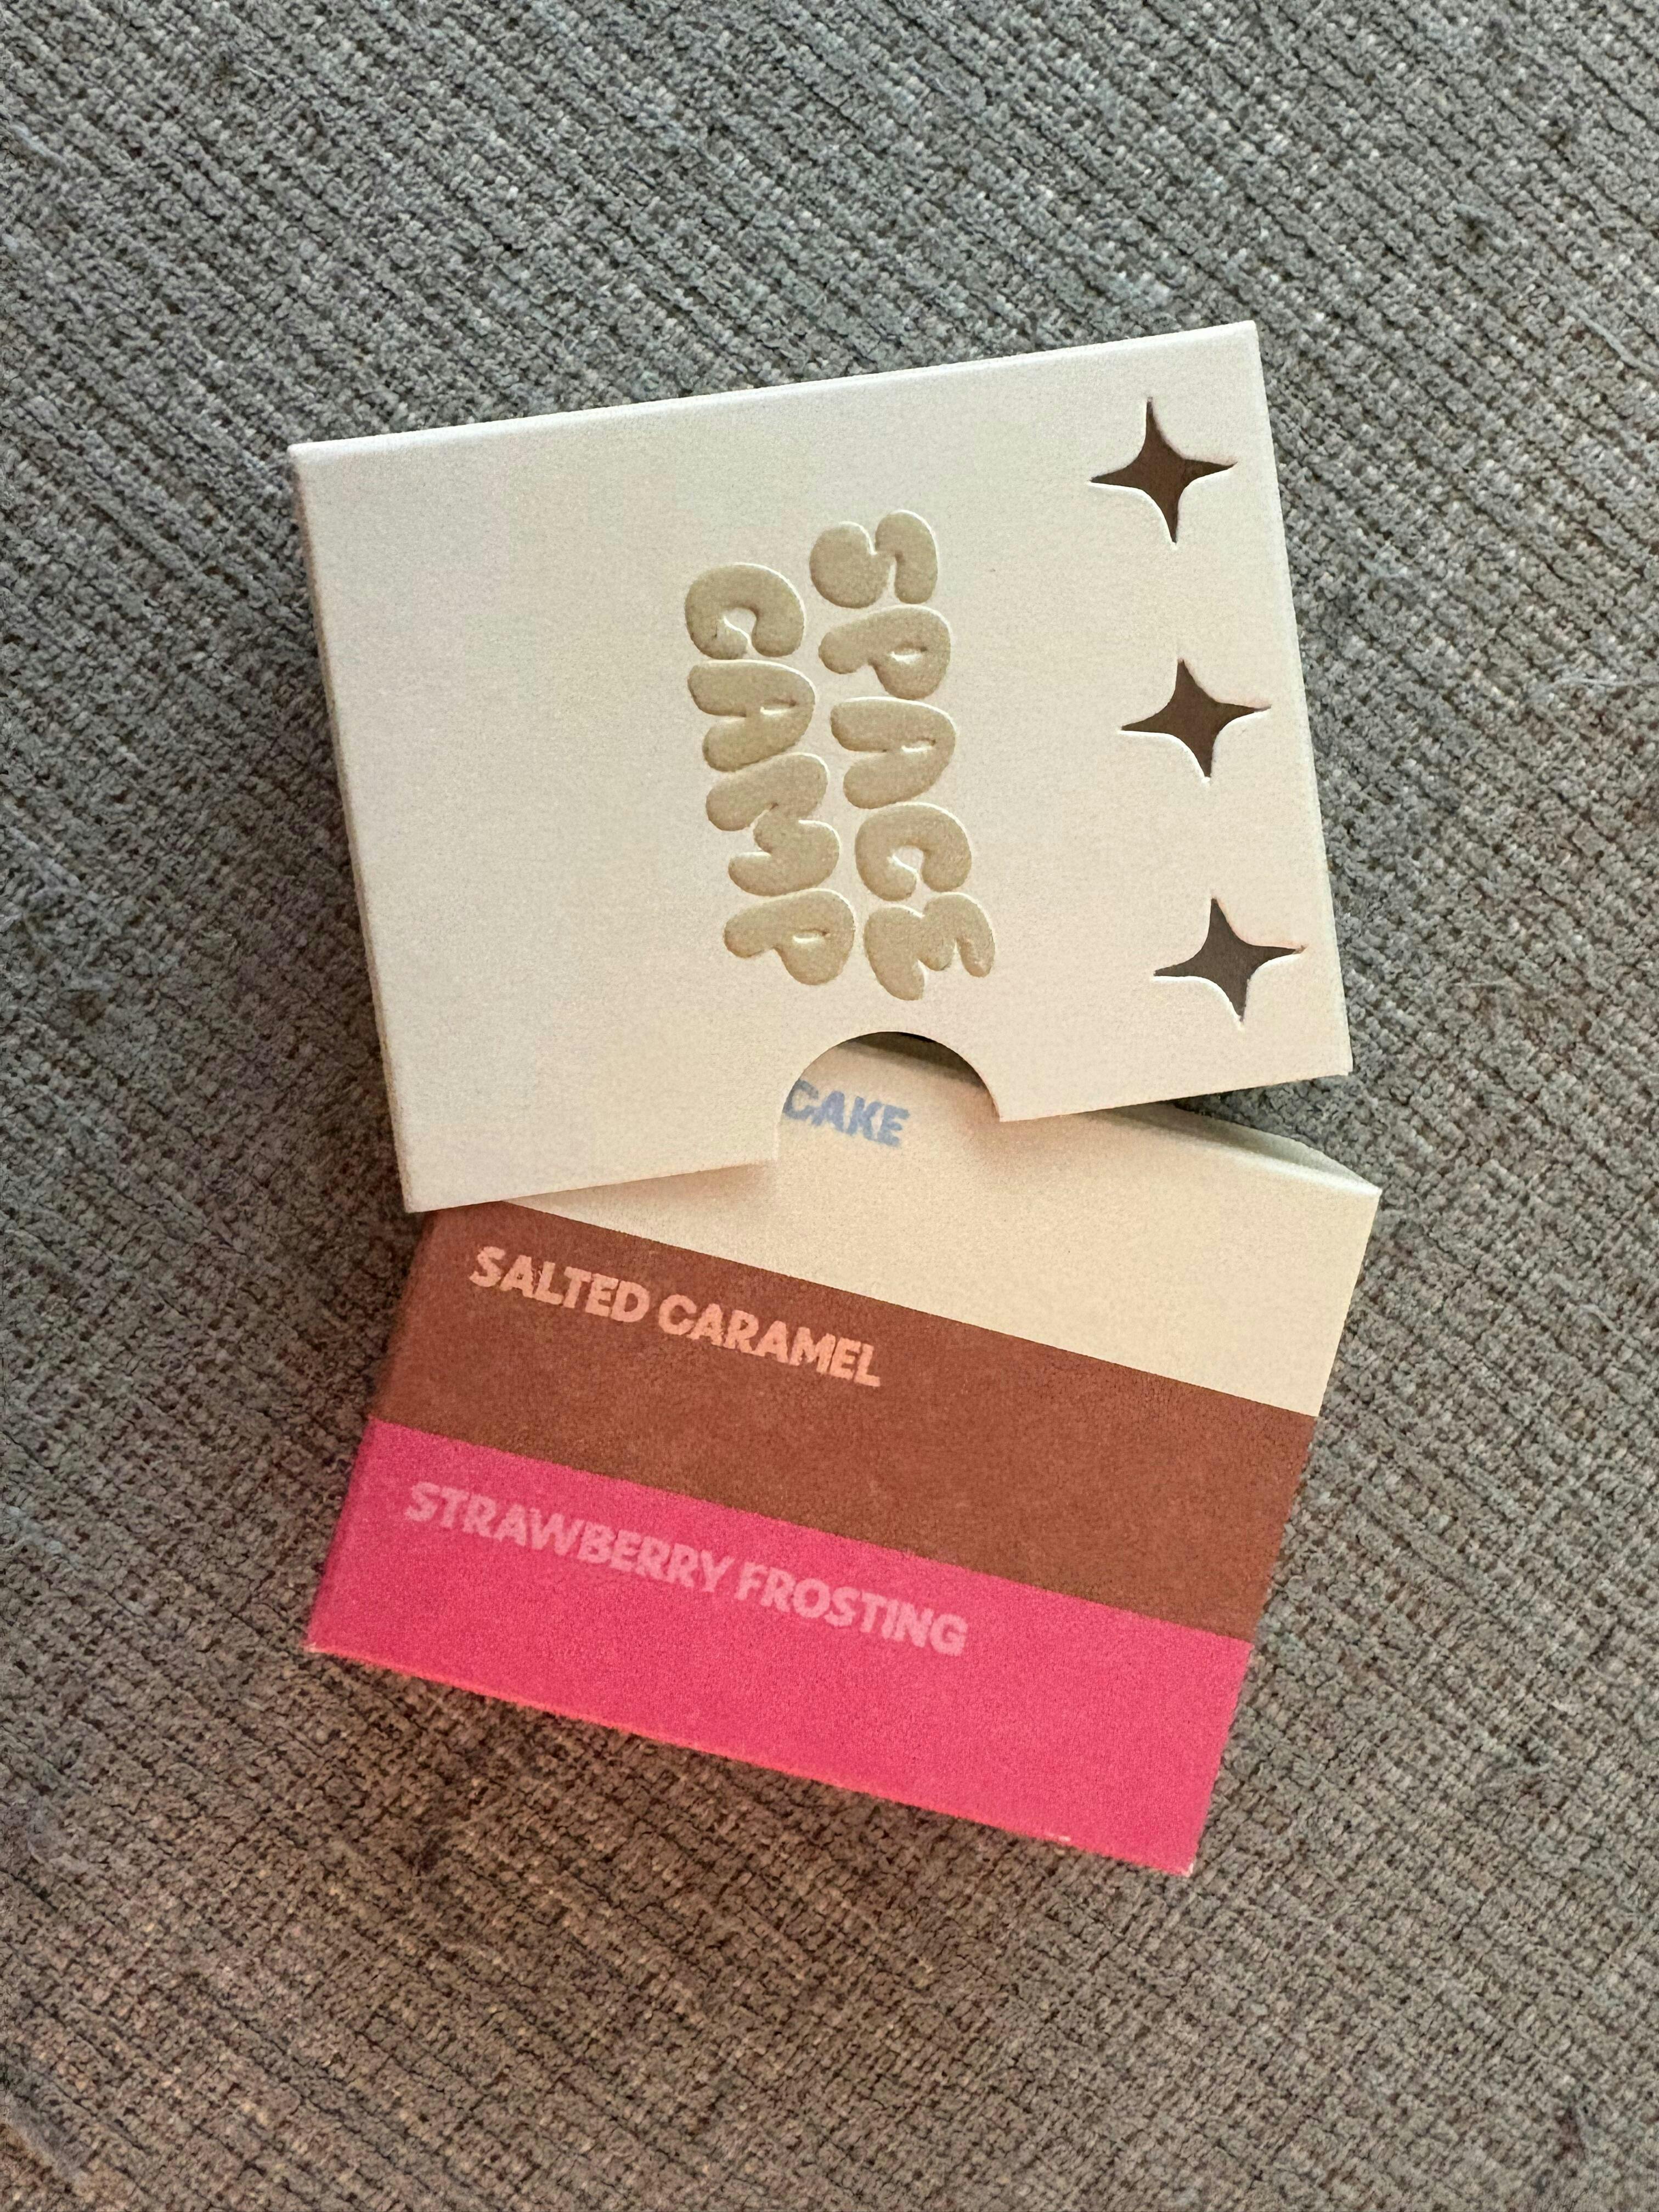 SPACE
CAMP
CAKE
SALTED CARAMEL
STRAWBERRY FROSTING